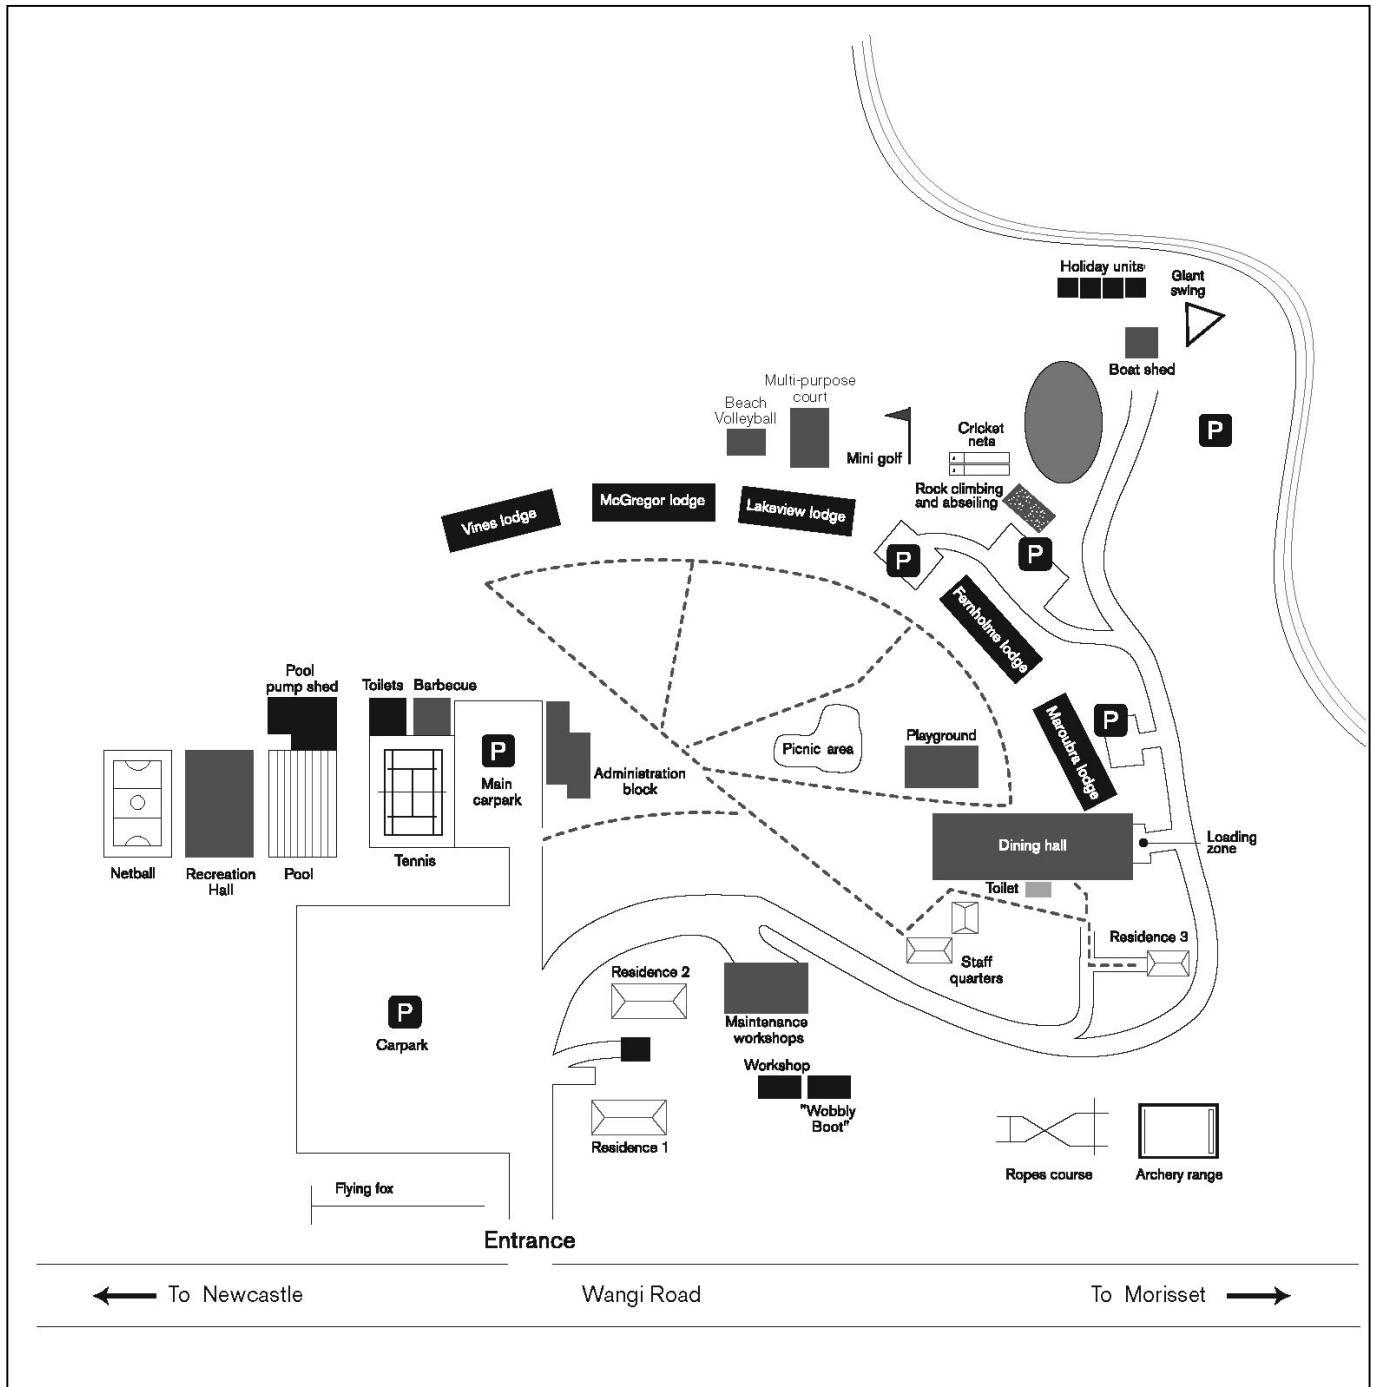 Holiday units
Giant
swing
Boat shed
P
Multi-purpose
court
Beach
Volleyball
Mini golf
Cricket
nets
Rock climbing
and abseiling
Vines lodge
McGregor lodge
Lakeview lodge
P
P
Fernholme lodge
Pool
pump shed
Toilets
Barbecue
P
Main
carpark
Administration
block
Picnic area
Playground
P
Maroubra lodge
Dining hall
Loading
zone
Netball
Recreation
Hall
Pool
Tennis
Toilet
Residence 3
Staff
quarters
Residence 2
P
Carpark
Maintenance
workshops
Workshop
"Wobbly
Boot"
Residence 1
Ropes course
Archery range
Flying fox
Entrance
To Newcastle
Wangi Road
To Morisset